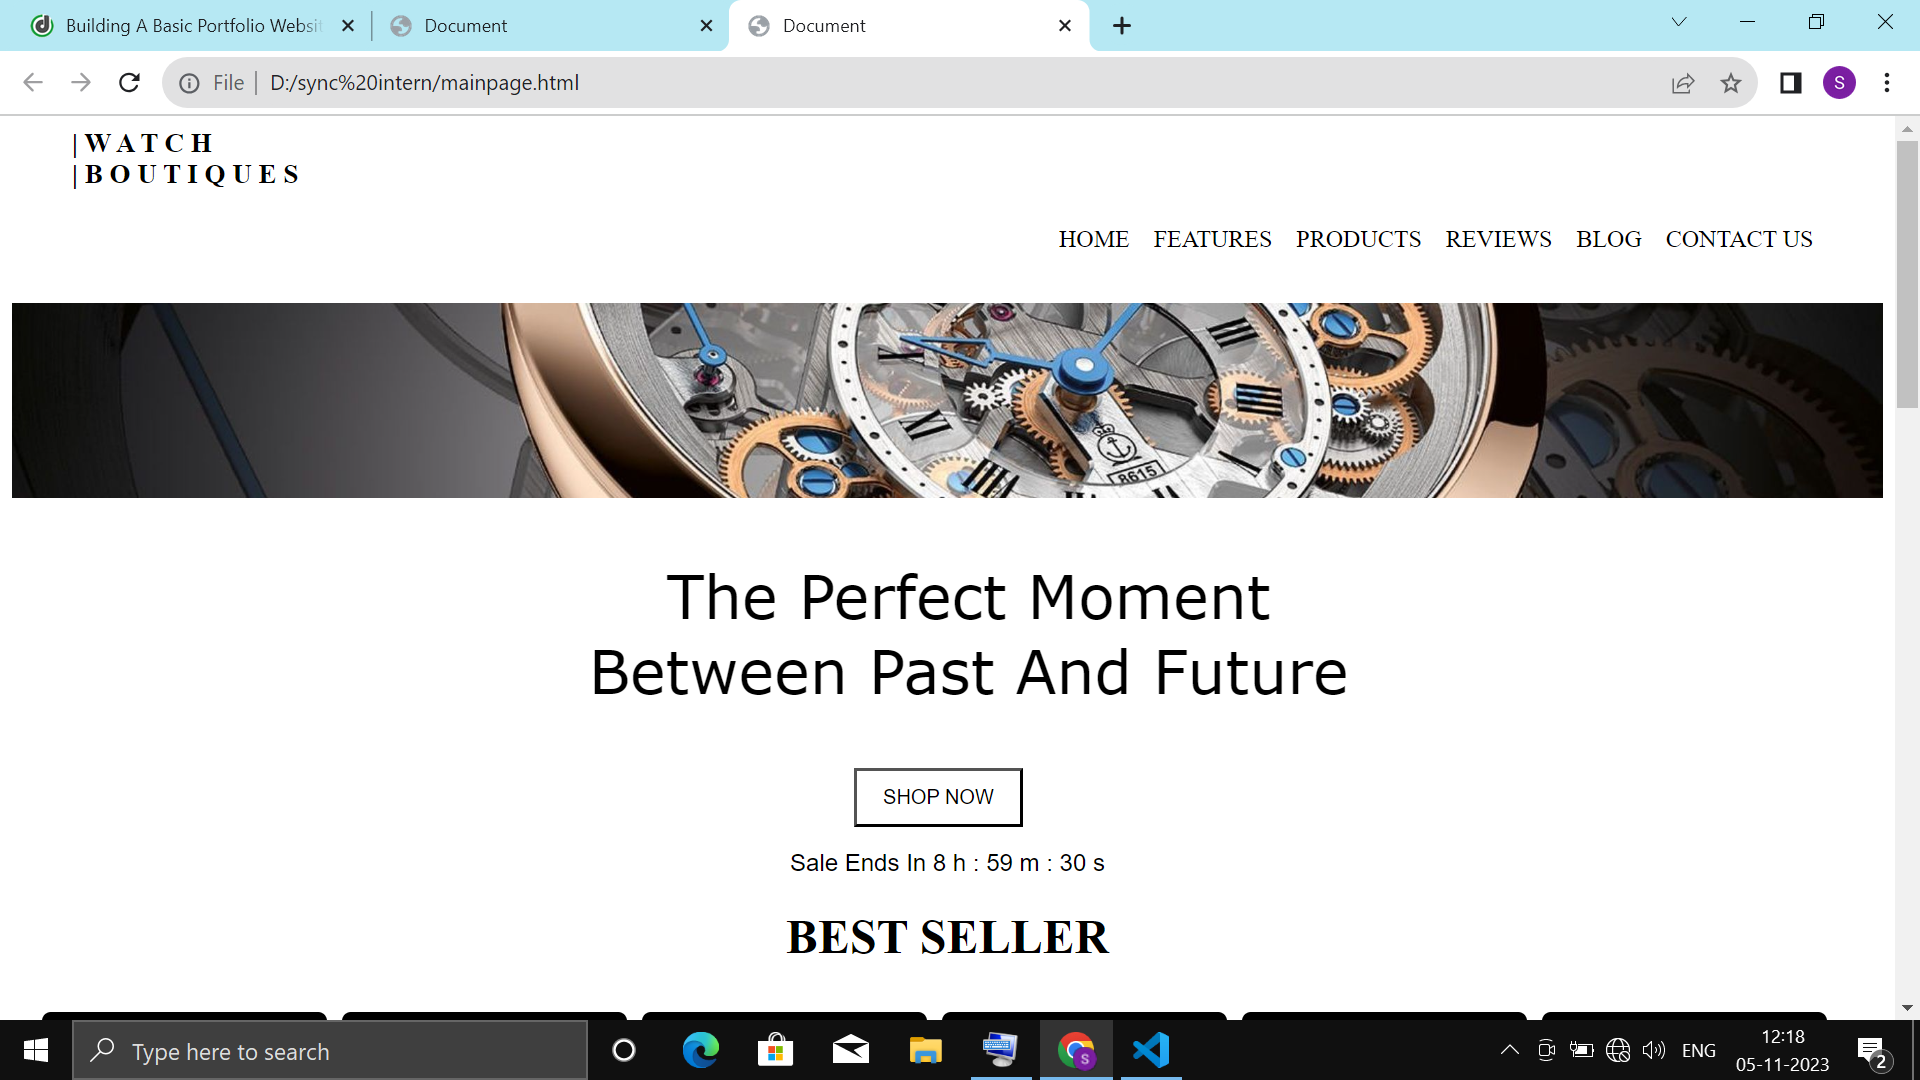 Building A Basic Portfolio Websit
Document
Document
File
D:/sync%20intern/mainpage.html
S
|WATCH
|BOUTIQUES
HOME FEATURES PRODUCTS REVIEWS BLOG CONTACT US
8615
The Perfect Moment
Between Past And Future
SHOP NOW
Sale Ends In 8 h : 59 m : 30 s
BEST SELLER
Type here to search
S
ENG
12:18
05-11-2023
2